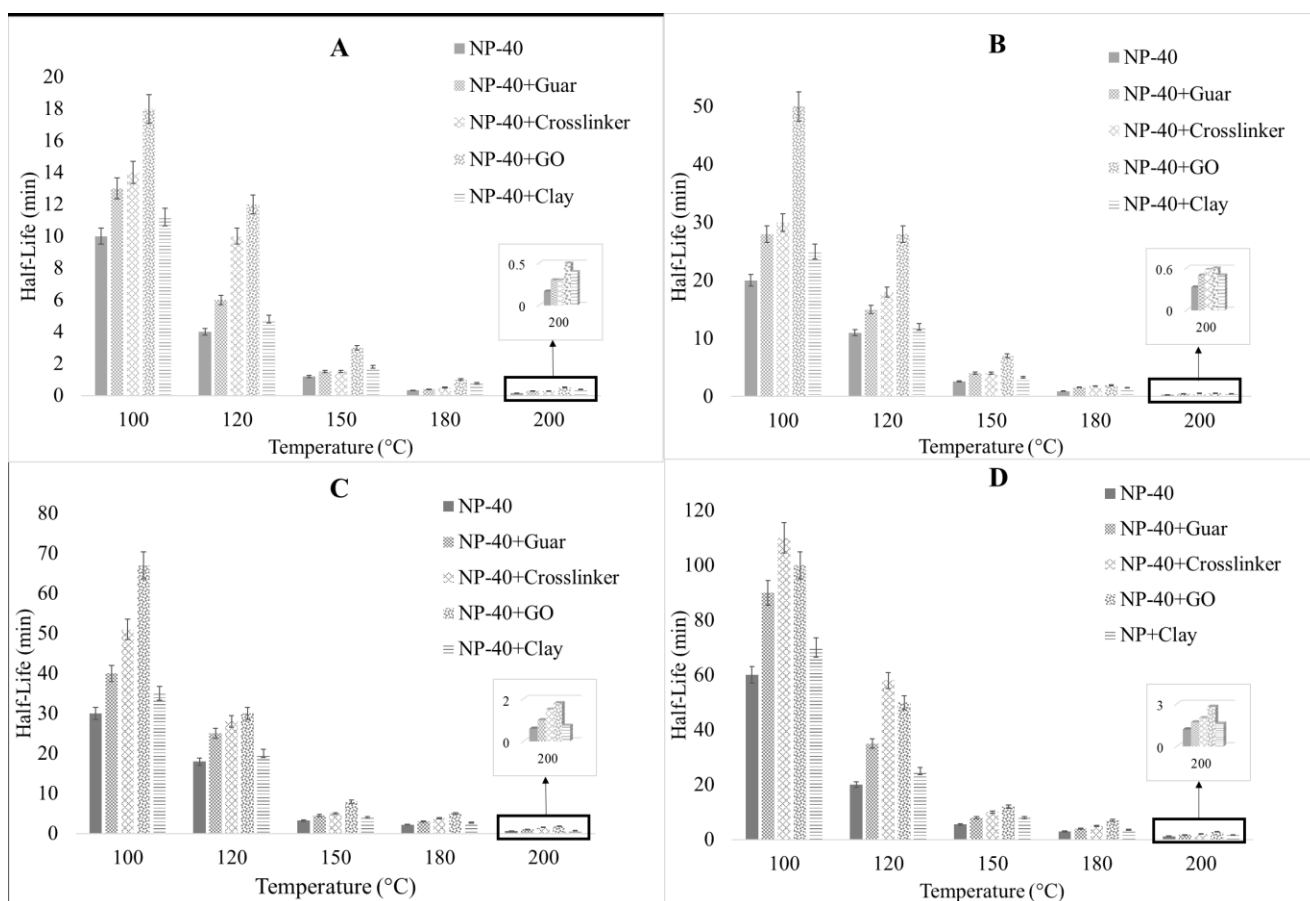 A
NP-40
NP-40+Guar
NP-40+Crosslinker
NP-40+GO
NP-40+Clay
Half-Life (min)
20
18
16
14
12
10
8
6
4
2
0
0.5
0
200
100 120 150 180 200
Temperature (°C)
B
NP-40
NP-40+Guar
NP-40+Crosslinker
NP-40+GO
NP-40+Clay
Half-Life (min)
50
40
30
20
10
0
0.6
0
200
100 120 150 180 200
Temperature (°C)
C
NP-40
NP-40+Guar
NP-40+Crosslinker
NP-40+GO
NP-40+Clay
Half-Life (min)
80
70
60
50
40
30
20
10
0
2
0
200
100 120 150 180 200
Temperature (°C)
D
NP-40
NP-40+Guar
NP-40+Crosslinker
NP-40+GO
NP+Clay
Half-Life (min)
120
100
80
60
40
20
0
3
0
200
100 120 150 180 200
Temperature (°C)